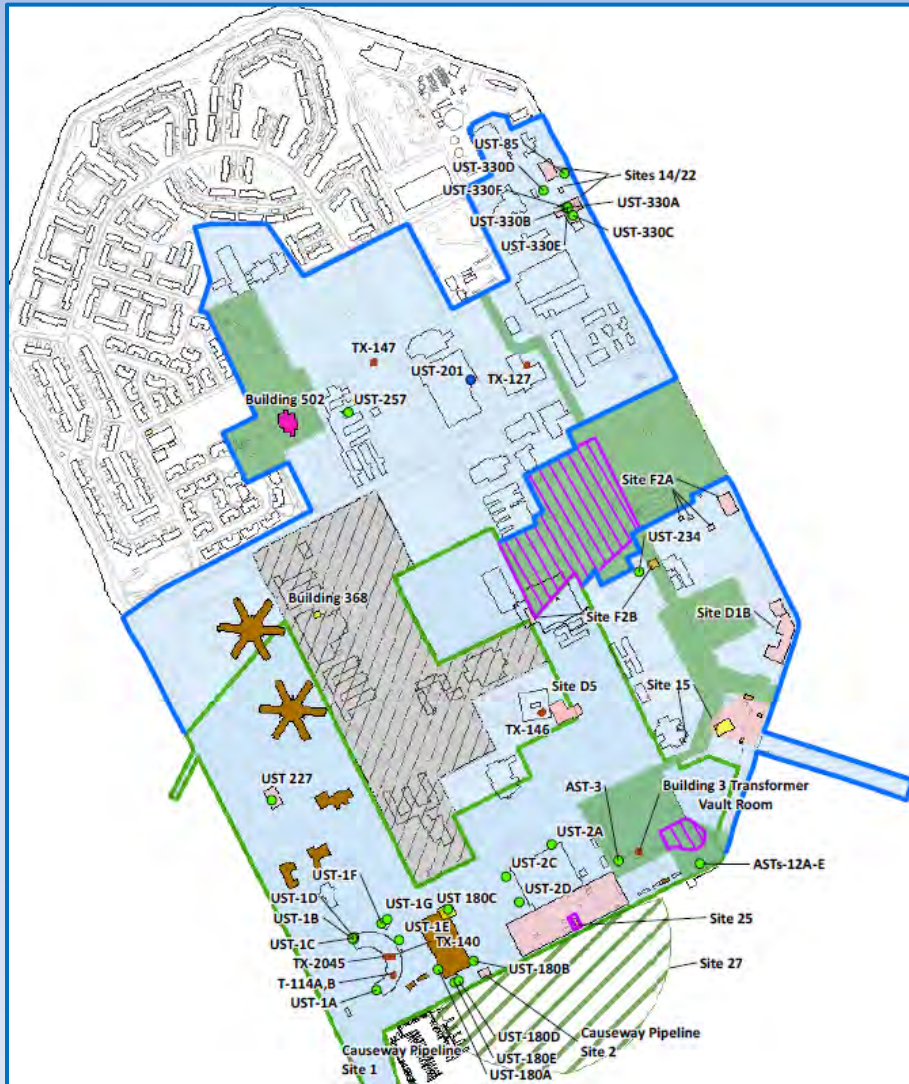 UST-85
UST-330D
Sites 14/22
UST-330F
UST-330A
UST-330B
UST-330C
UST-330E
TX-147
UST-201
TX-127
Building 502
UST-257
Site F2A
UST-234
Building 368
Site F2B
Site D1B
Site D5
Site 15
TX-146
UST 227
AST-3
Building 3 Transformer
Vault Room
UST-2A
UST-2C
ASTs-12A-E
UST-1F
UST-2D
UST-1D
UST-1G
UST 180C
UST-1B
Site 25
UST-1E
UST-1C
TX-140
TX-2045
UST-180B
Site 27
T-114A,B
UST-1A
UST-180D
Causeway Pipeline
Site 2
Causeway Pipeline
Site 1
UST-180E
UST-180A